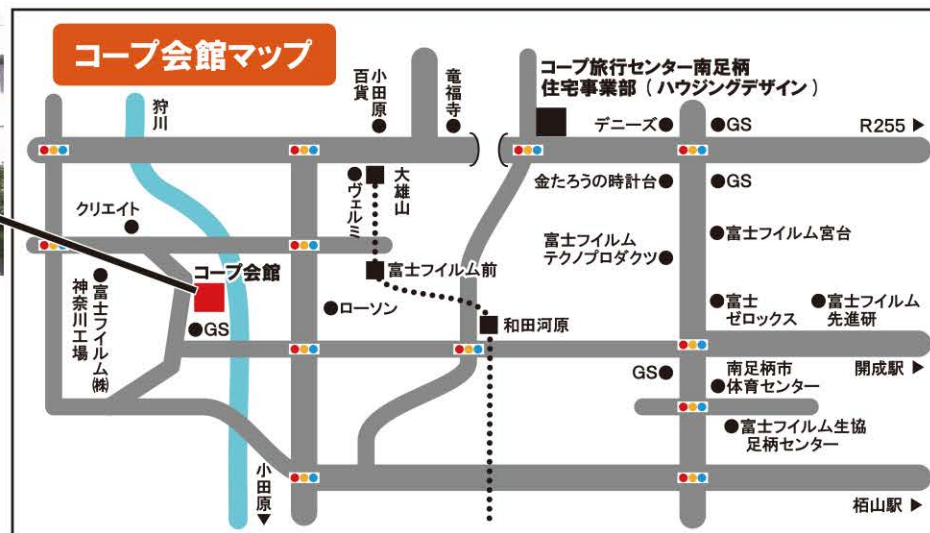 コープ会館マップ
狩川
小田原
百貨
竜福寺
コープ旅行センター南足柄
住宅事業部（ハウジングデザイン）
デニーズ
GS
R255
ヴェルミ
大雄山
金たろうの時計台
GS
クリエイト
富士フイルム宮台
富士フイルム
テクノプロダクツ
コープ会館
富士フイルム前
富士フイルム㈱
神奈川工場
GS
ローソン
和田河原
富士
ゼロックス
富士フイルム
先進研
開成駅
GS
南足柄市
体育センター
富士フイルム生協
足柄センター
小田原
栢山駅